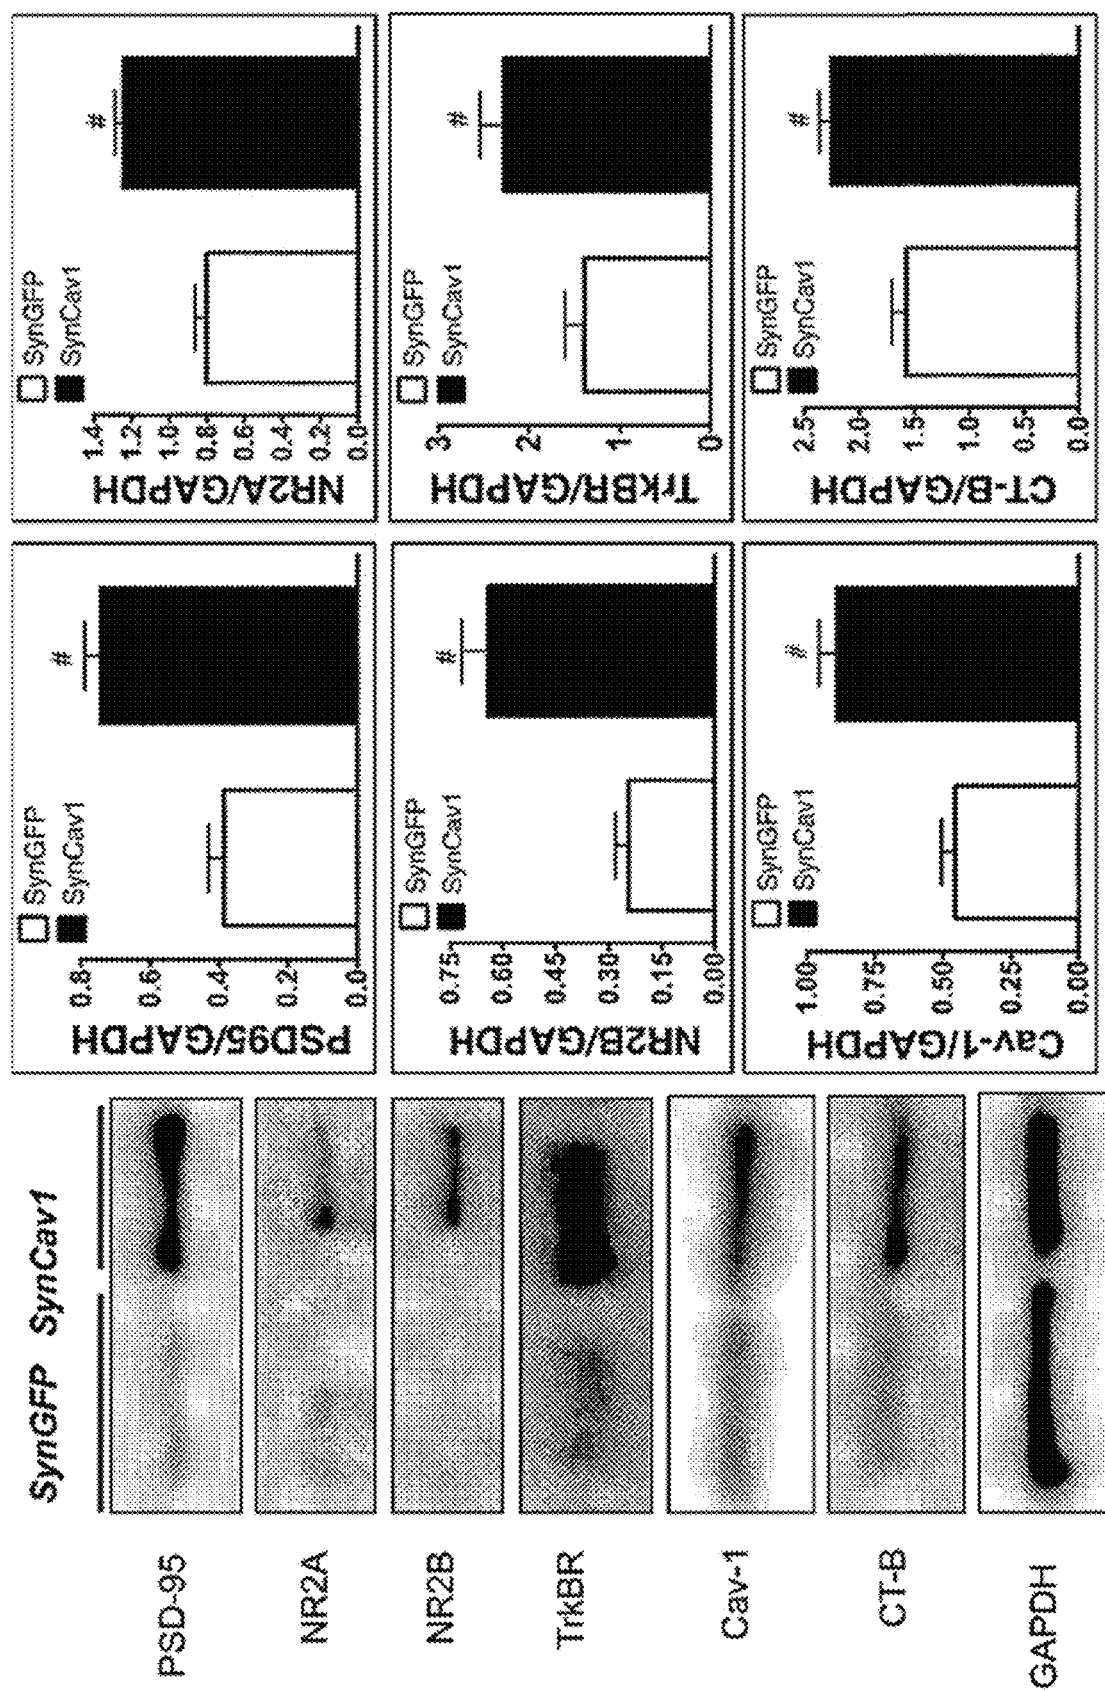 SynGFP SynCav1
PSD-95
NR2A
NR2B
TrkBR
Cav-1
CT-B
GAPDH
PSD95/GAPDH
0.8
0.6
0.4
0.2
0.0
SynGFP
SynCav1
#
NR2A/GAPDH
1.4
1.2
1.0
0.8
0.6
0.4
0.2
0.0
SynGFP
SynCav1
#
NR2B/GAPDH
0.75
0.60
0.45
0.30
0.15
0.00
SynGFP
SynCav1
#
TrkBR/GAPDH
3
2
1
0
SynGFP
SynCav1
#
Cav-1/GAPDH
1.00
0.75
0.50
0.25
0.00
SynGFP
SynCav1
#
CT-B/GAPDH
2.5
2.0
1.5
1.0
0.5
0.0
SynGFP
SynCav1
#